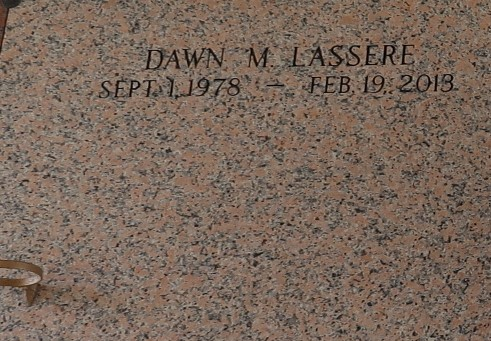 DAWN M. LASSERE
SEPT. 1, 1978 — FEB. 19, 2013